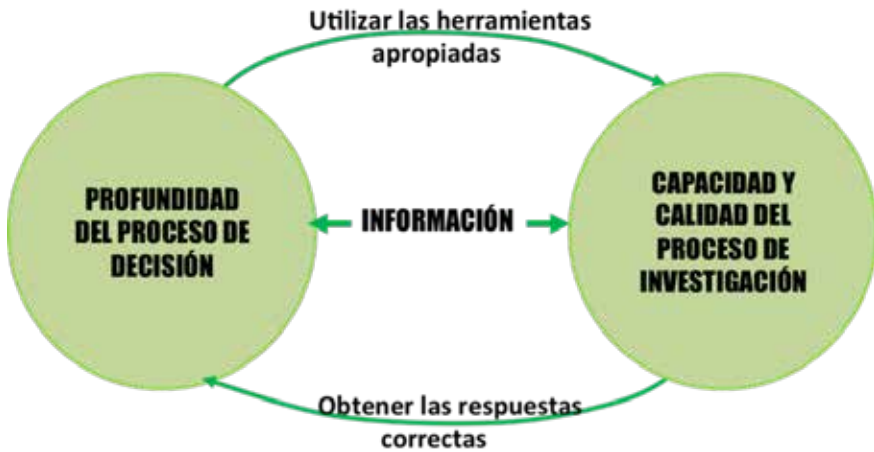 Utilizar las herramientas
apropiadas
PROFUNDIDAD
DEL PROCESO DE
DECISIÓN
INFORMACIÓN
CAPACIDAD Y
CALIDAD DEL
PROCESO DE
INVESTIGACIÓN
Obtener las respuestas
correctas